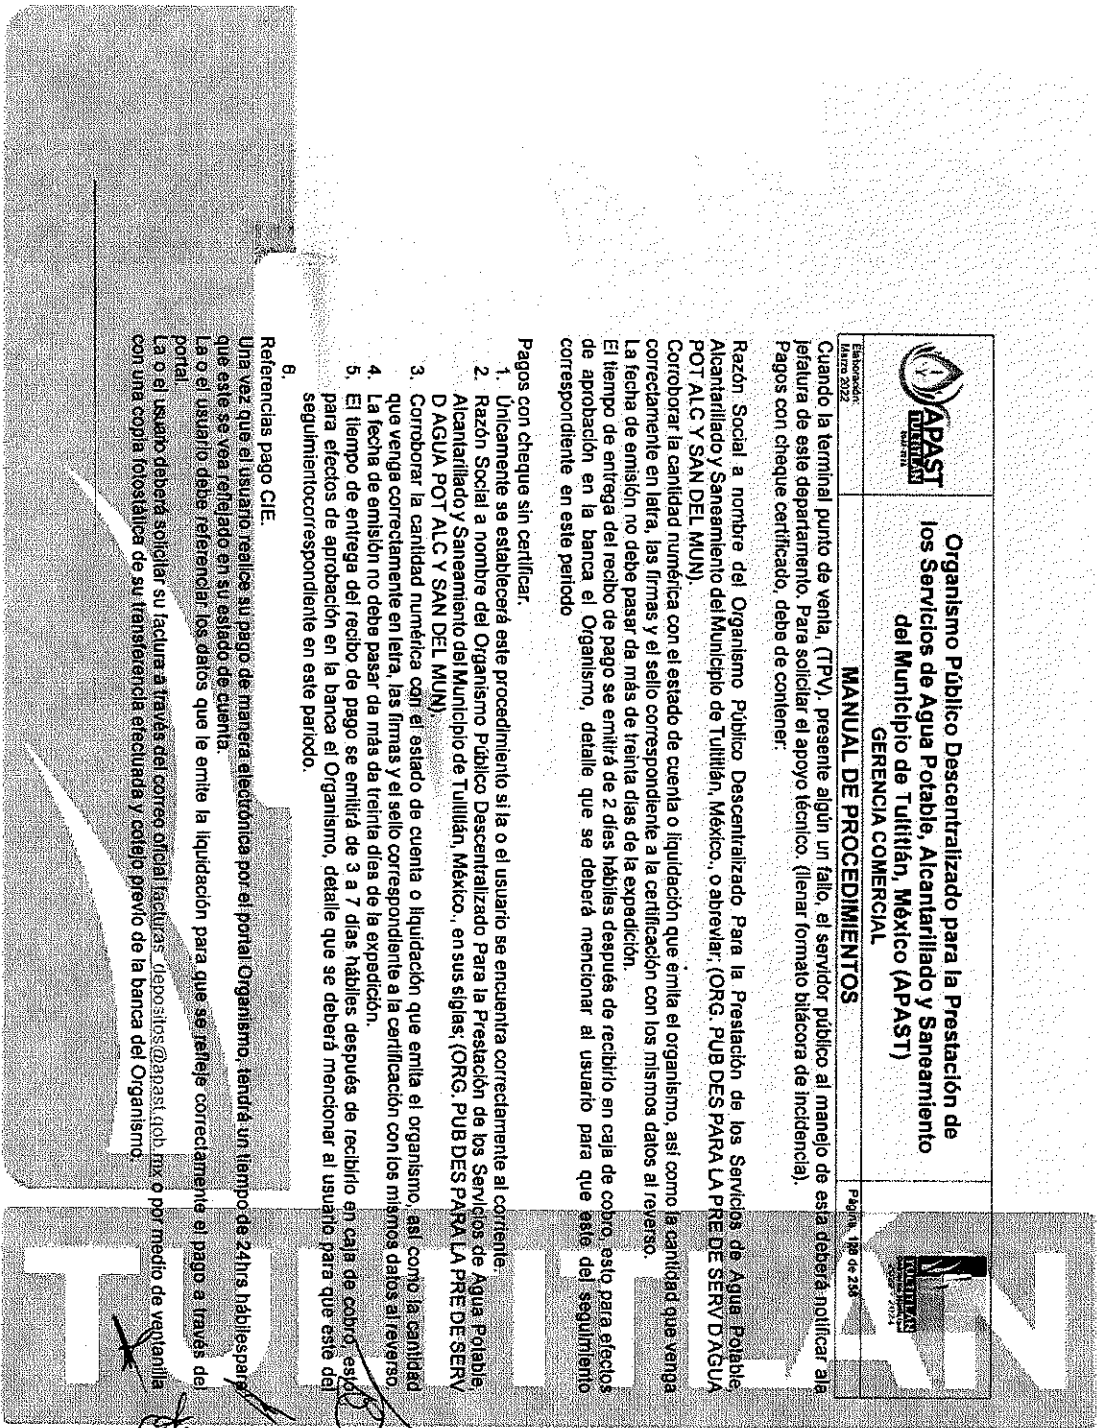 APAST
TULTITLAN
2022-2024
Organismo Público Descentralizado para la Prestación de
los Servicios de Agua Potable, Alcantarillado y Saneamiento
del Municipio de Tultitlán, México (APAST)
GERENCIA COMERCIAL
TULTITLAN
Elaboración:
Marzo 2022
MANUAL DE PROCEDIMIENTOS
Página, 128 de 258
Cuando la terminal punto de venta, (TPV), presente algún un fallo, el servidor público al manejo de esta deberá notificar ala
jefatura de este departamento. Para solicitar el apoyo técnico. (llenar formato bitácora de incidencia).
Pagos con cheque certificado, debe de contener:
Razón Social a nombre del Organismo Público Descentralizado Para la Prestación de los Servicios de Agua Potable,
Alcantarillado y Saneamiento del Municipio de Tultitlán, México., o abreviar; (ORG. PUB DES PARA LA PRE DE SERV D AGUA
POT ALC Y SAN DEL MUN).
Corroborar la cantidad numérica con el estado de cuenta o liquidación que emita el organismo, así como la cantidad que venga
correctamente en latra, las firmas y el sello correspondiente a la certificación con los mismos datos al reverso.
La fecha de emisión no debe pasar da más de treinta días de la expedición.
El tiempo de entrega del recibo de pago se emitirá de 2 días hábiles después de recibirlo en caja de cobro, esto para efectos
de aprobación en la banca el Organismo, detalle que se deberá mencionar al usuario para que este del seguimiento
correspondiente en este periodo
Pagos con cheque sin certificar.
1. Únicamente se establecerá este procedimiento si la o el usuario se encuentra correctamente al corriente.
2. Razón Social a nombre del Organismo Público Descentralizado Para la Prestación de los Servicios de Agua Potable,
Alcantarillado y Saneamiento del Municipio de Tultitlán, México., en sus siglas; (ORG. PUB DES PARA LA PRE DE SERV
D AGUA POT ALC Y SAN DEL MUN).
3. Corroborar la cantidad numérica con el estado de cuenta o liquidación que emita el organismo, así como la cantidad
que venga correctamente en letra, las firmas y el sello correspondiente a la certificación con los mismos datos al reverso.
4. La fecha de emisión no debe pasar da más da treinta días de la expedición.
5. El tiempo de entrega del recibo de pago se emitirá de 3 a 7 días hábiles después de recibirlo en caja de cobro, esto
para efectos de aprobación en la banca el Organismo, detalle que se deberá mencionar al usuario para que este del
seguimientocorrespondiente en este periodo.
6.
Referencias pago CIE.
Una vez que el usuario realice su pago de manera electrónica por el portal Organismo, tendrá un tiempo de 24hrs hábilespara
que este se vea reflejado en su estado de cuenta.
La o el usuario debe referenciar los datos que le emite la liquidación para que se refleje correctamente el pago a través del
portal.
La o el usuario deberá solicitar su factura a través del correo oficial facturas_depositos@apast.gob.mx o por medio de ventanilla
con una copia fotostática de su transferencia efectuada y cotejo previo de la banca del Organismo.
TULTITLAN